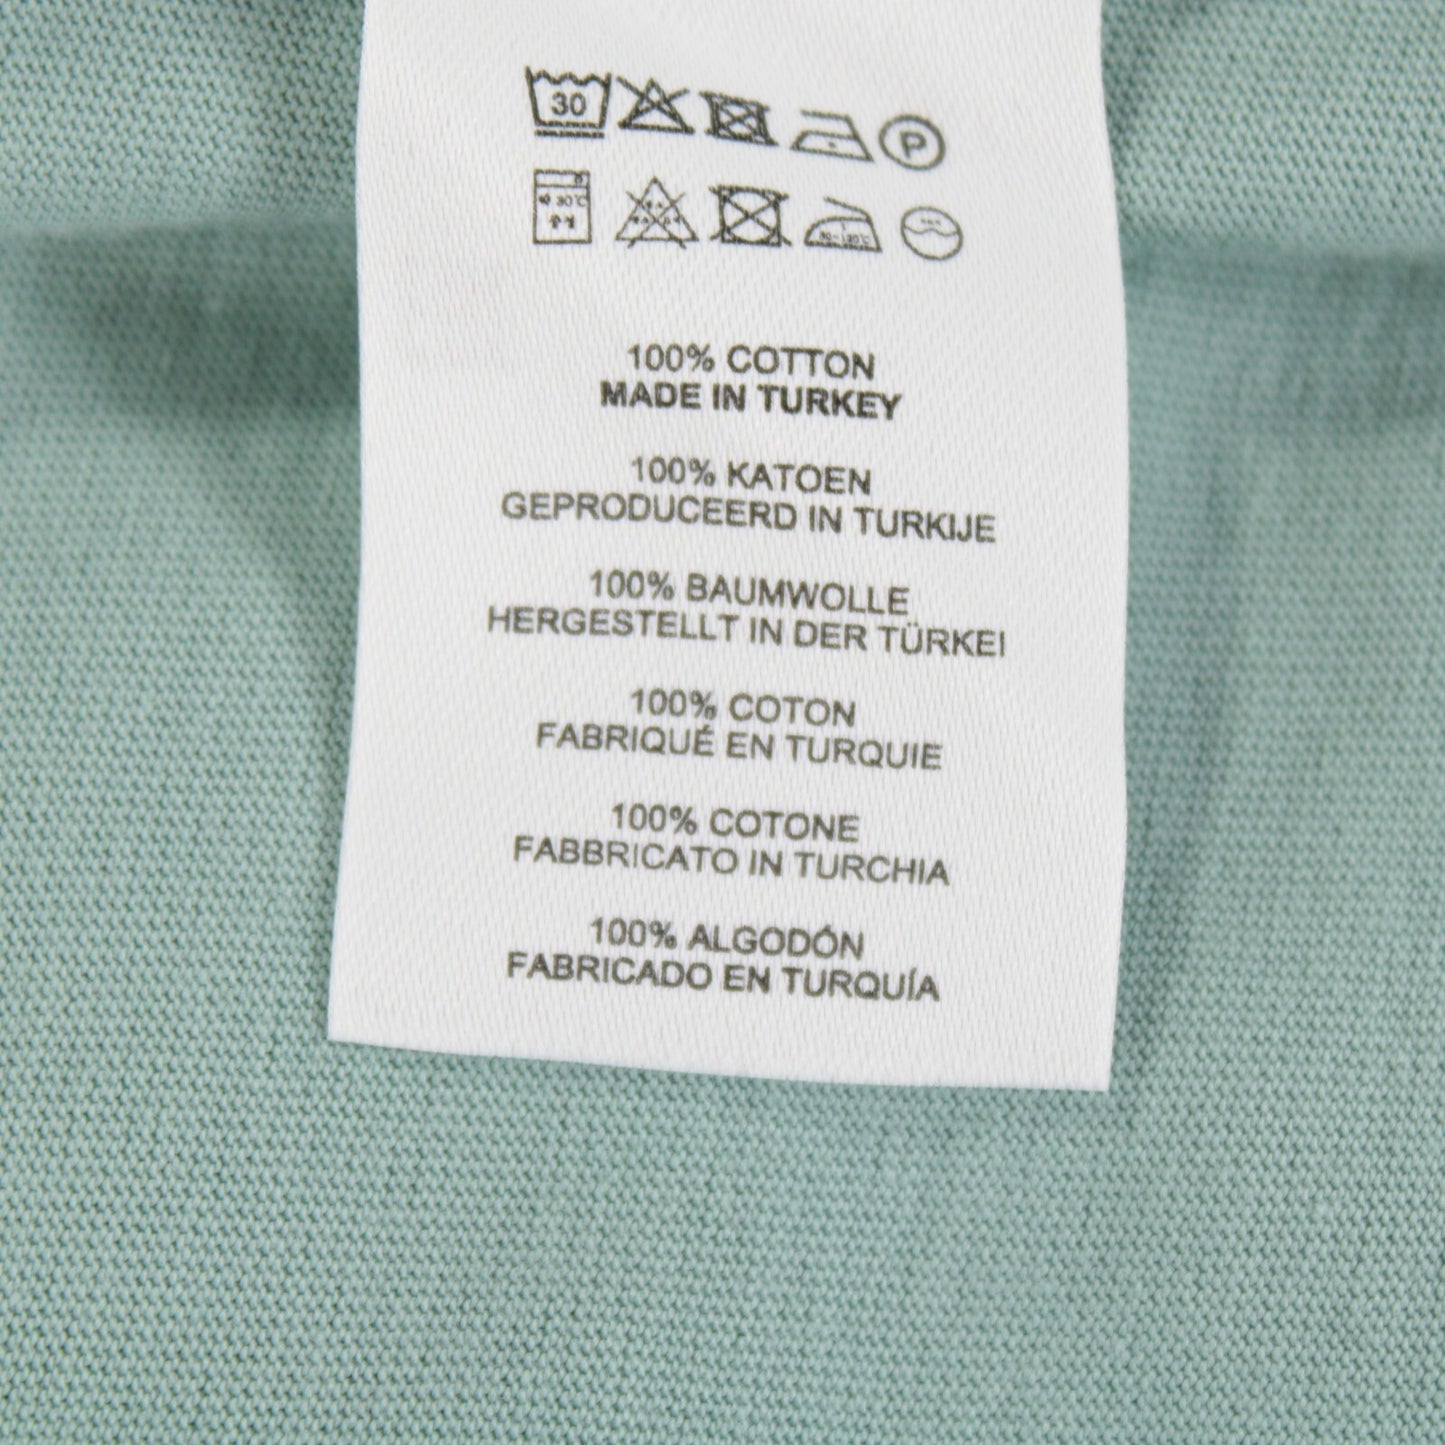 30
P
30°C
100% COTTON
MADE IN TURKEY
100% KATOEN
GEPRODUCEERD IN TURKIJE
100% BAUMWOLLE
HERGESTELLT IN DER TÜRKEI
100% COTON
FABRIQUÉ EN TURQUIE
100% COTONE
FABBRICATO IN TURCHIA
100% ALGODÓN
FABRICADO EN TURQUÍA